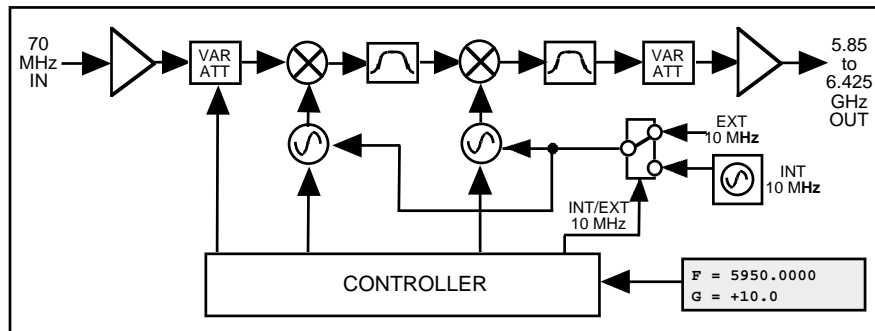 70
MHz
IN
VAR
ATT
VAR
ATT
5.85
to
6.425
GHz
OUT
EXT
10 MHz
INT
10 MHz
INT/EXT
10 MHz
CONTROLLER
F = 5950.0000
G = +10.0